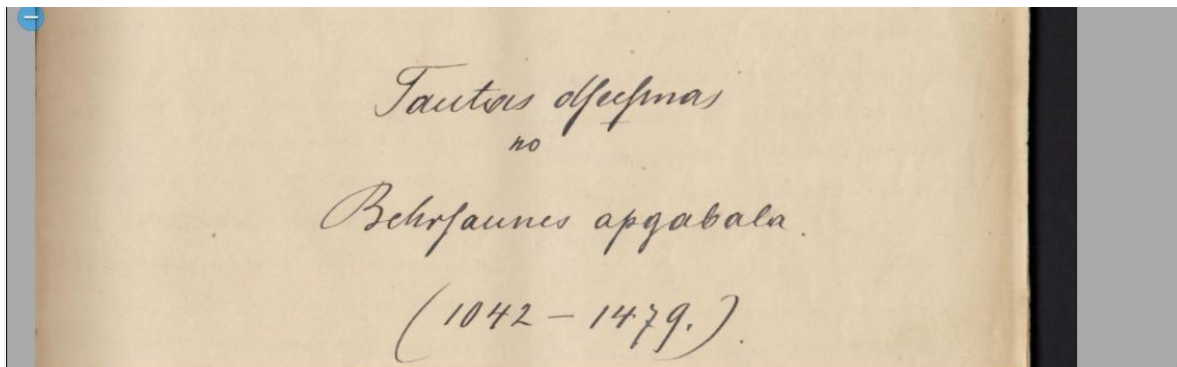 Tautas dſeeſmas
no
Behrſaunes apgabala.
(1042 – 1479.).